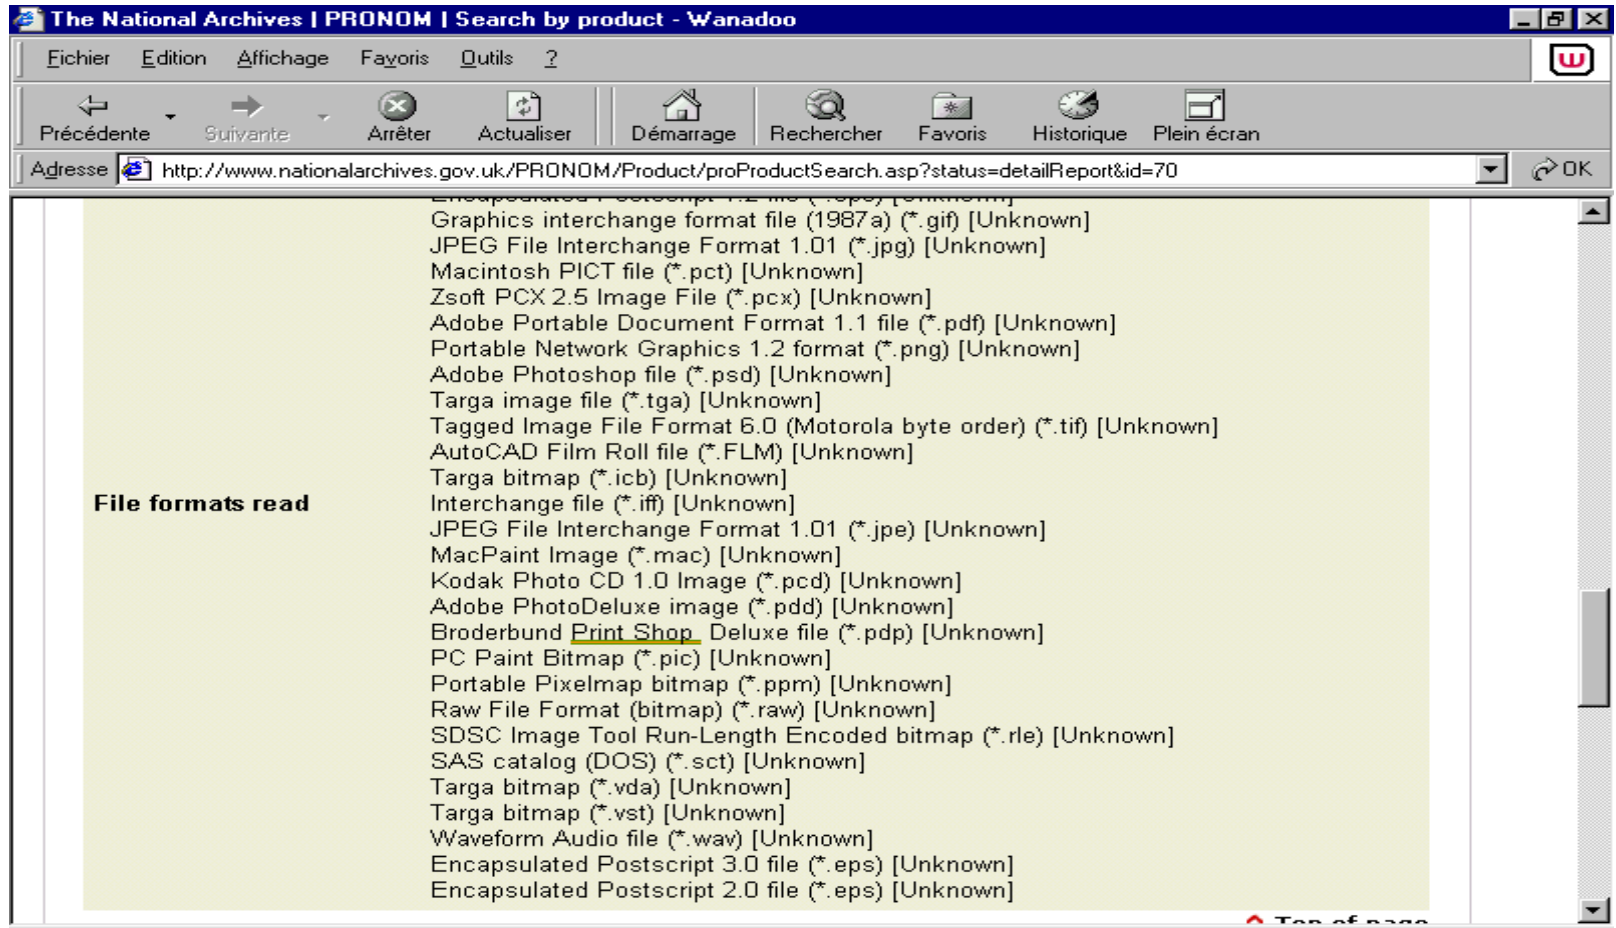 The National Archives | PRONOM | Search by product - Wanadoo
Fichier Edition Affichage Favoris Outils ?
Précédente Suivante Arrêter Actualiser Démarrage Rechercher Favoris Historique Plein écran
Adresse http://www.nationalarchives.gov.uk/PRONOM/Product/proProductSearch.asp?status=detailReport&id=70 OK
Encapsulated Postscript 1.2 file (*.eps) [Unknown]
Graphics interchange format file (1987a) (*.gif) [Unknown]
JPEG File Interchange Format 1.01 (*.jpg) [Unknown]
Macintosh PICT file (*.pct) [Unknown]
Zsoft PCX 2.5 Image File (*.pcx) [Unknown]
Adobe Portable Document Format 1.1 file (*.pdf) [Unknown]
Portable Network Graphics 1.2 format (*.png) [Unknown]
Adobe Photoshop file (*.psd) [Unknown]
Targa image file (*.tga) [Unknown]
Tagged Image File Format 6.0 (Motorola byte order) (*.tif) [Unknown]
AutoCAD Film Roll file (*.FLM) [Unknown]
Targa bitmap (*.icb) [Unknown]
File formats read Interchange file (*.iff) [Unknown]
JPEG File Interchange Format 1.01 (*.jpe) [Unknown]
MacPaint Image (*.mac) [Unknown]
Kodak Photo CD 1.0 Image (*.pcd) [Unknown]
Adobe PhotoDeluxe image (*.pdd) [Unknown]
Broderbund Print Shop Deluxe file (*.pdp) [Unknown]
PC Paint Bitmap (*.pic) [Unknown]
Portable Pixelmap bitmap (*.ppm) [Unknown]
Raw File Format (bitmap) (*.raw) [Unknown]
SDSC Image Tool Run-Length Encoded bitmap (*.rle) [Unknown]
SAS catalog (DOS) (*.sct) [Unknown]
Targa bitmap (*.vda) [Unknown]
Targa bitmap (*.vst) [Unknown]
Waveform Audio file (*.wav) [Unknown]
Encapsulated Postscript 3.0 file (*.eps) [Unknown]
Encapsulated Postscript 2.0 file (*.eps) [Unknown]
Top of page